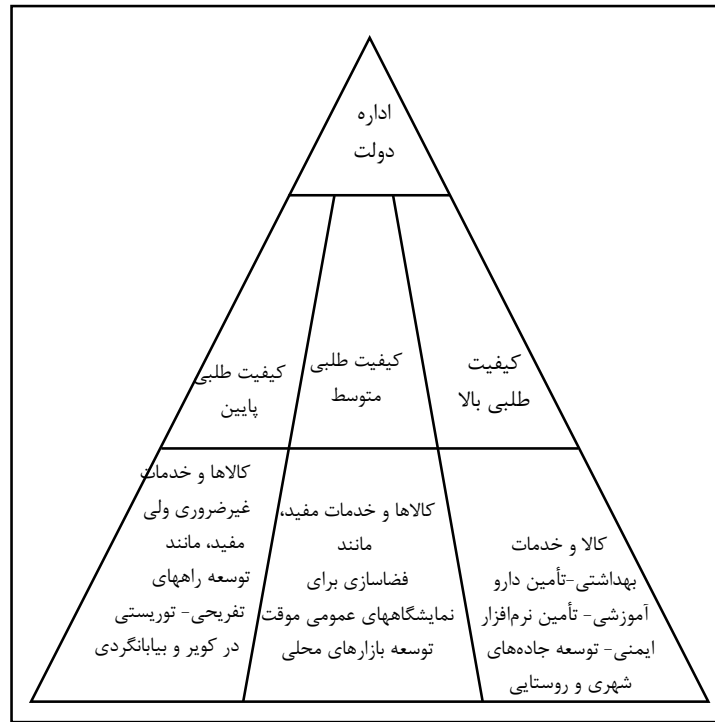 اداره
دولت
کیفیت
طلبی بالا
کیفیت طلبی
متوسط
کیفیت طلبی
پایین
کالا و خدمات
بهداشتی-تأمین دارو
آموزشی- تأمین نرم‌افزار
ایمنی- توسعه جاده‌های
شهری و روستایی
کالاها و خدمات مفید،
مانند
فضاسازی برای
نمایشگاههای عمومی موقت
توسعه بازارهای محلی
کالاها و خدمات
غیرضروری ولی
مفید، مانند
توسعه راههای
تفریحی- توریستی
در کویر و بیابانگردی